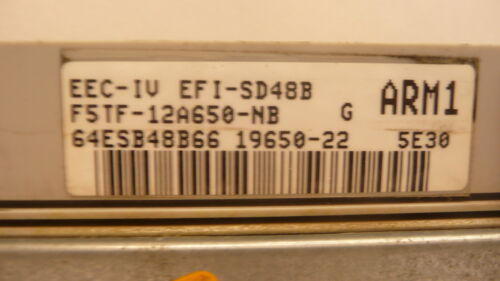 EEC-IV EFI-SD48B ARM1
F5TF-12A650-NB G
64ESB48B66 19650-22 5E30